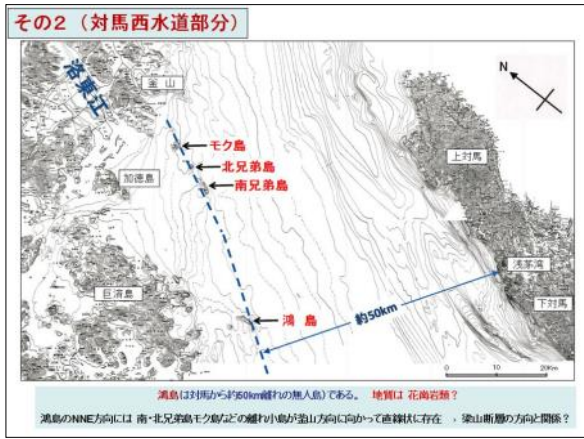 その2(対馬西水道部分)
洛東江
釜山
N
モク島
北兄弟島
南兄弟島
加徳島
上対馬
浅茅湾
巨済島
下対馬
鴻島
約50km
0 10 20Km
鴻島は対馬から約50km離れの無人島)である。 地質は 花崗岩類?
鴻島のNNE方向には 南・北兄弟島モク島などの離れ小島が釜山方向に向かって直線状に存在 → 梁山断層の方向と関係?